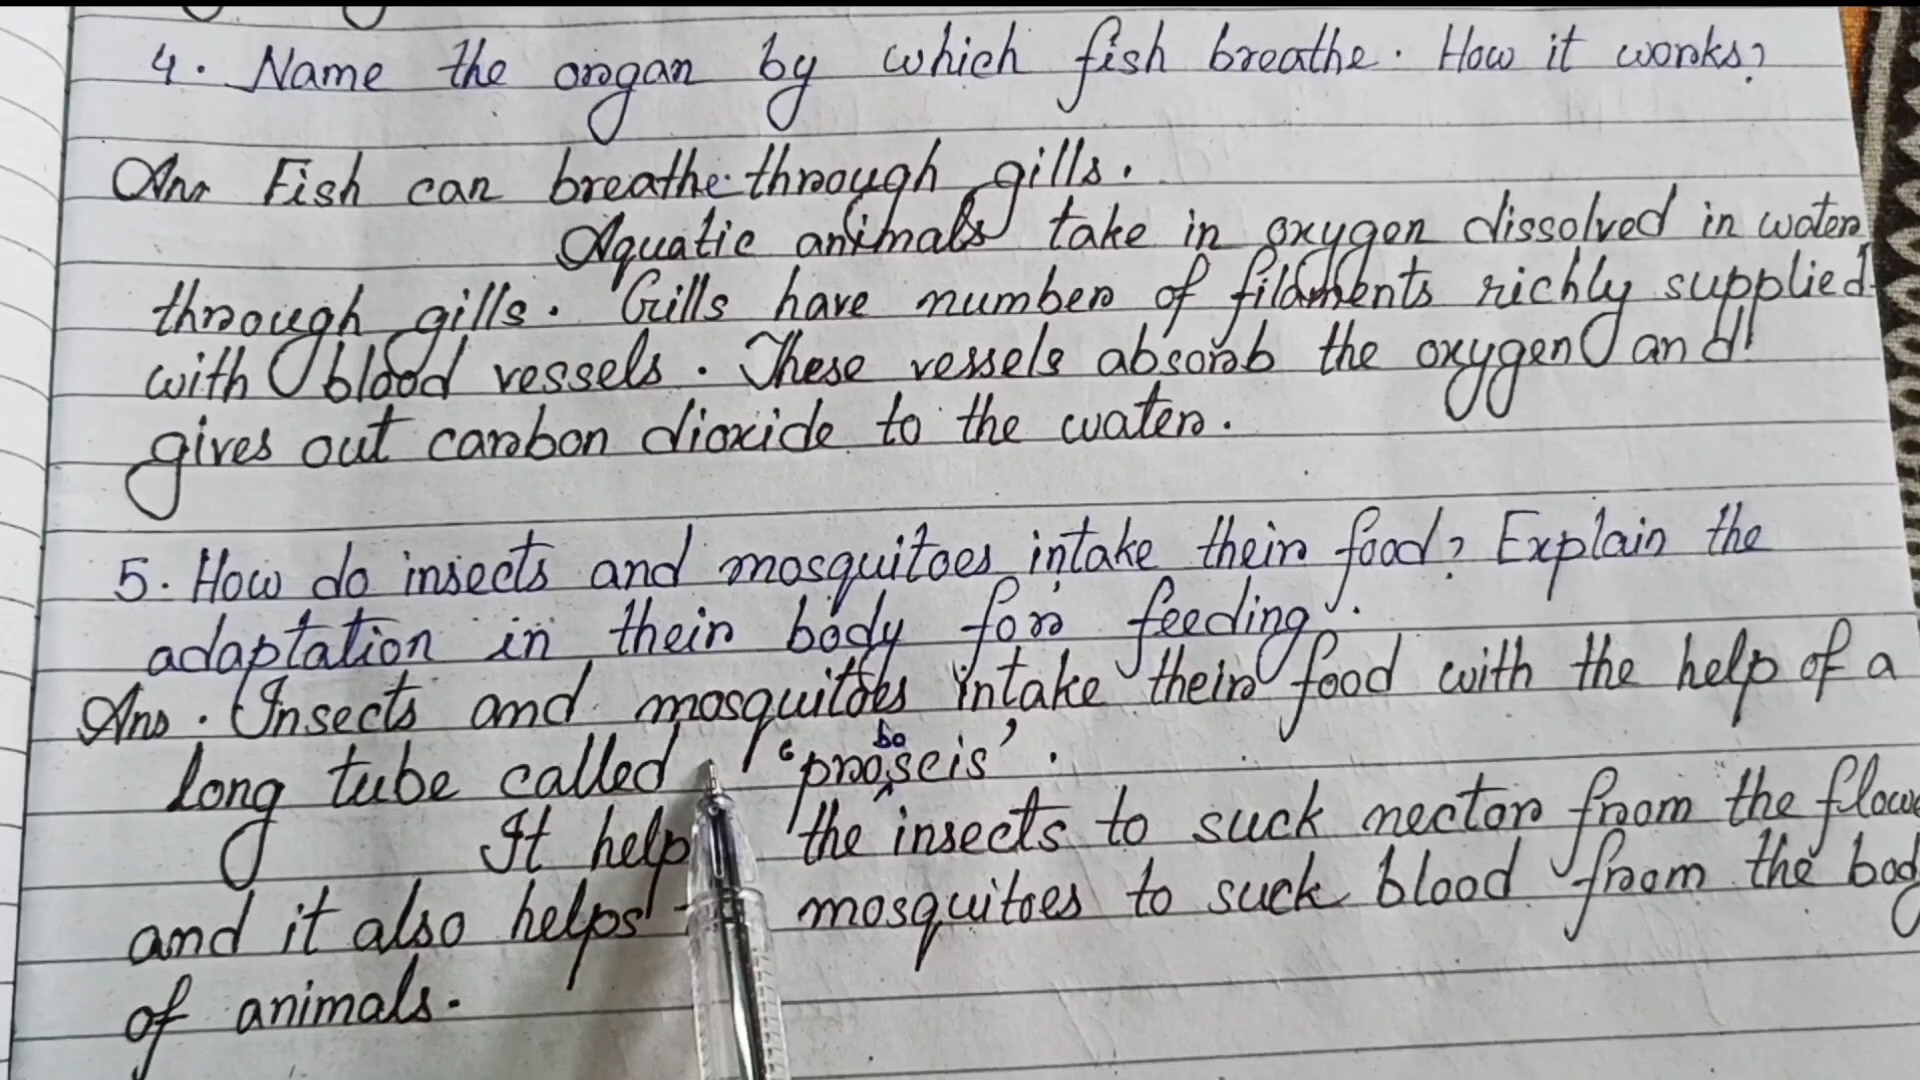 4. Name the organ by which fish breathe. How it works?
Ans Fish can breathe through gills.
Aquatic animals take in oxygen dissolved in water
through gills. Gills have number of filaments richly supplied
with blood vessels. These vessels absorb the oxygen and
gives out carbon dioxide to the water.
5. How do insects and mosquitoes intake their food? Explain the
adaptation in their body for feeding.
Ans. Insects and mosquitoes intake their food with the help of a
long tube called 'proboscis'.
It help the insects to suck nector from the
and it also helps mosquitoes to suck blood from the
of animals.